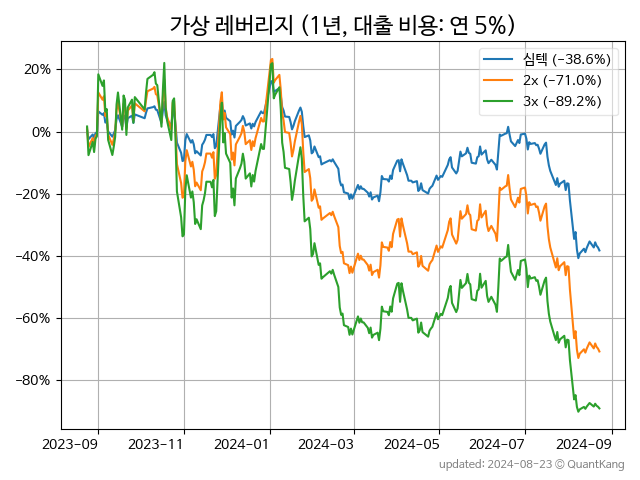 가상 레버리지 (1년, 대출 비용: 연 5%)
심텍 (−38.6%)
2x (−71.0%)
3x (−89.2%)
20%
0%
−20%
−40%
−60%
−80%
2023−09 2023−11 2024−01 2024−03 2024−05 2024−07 2024−09
updated: 2024-08-23 © QuantKang